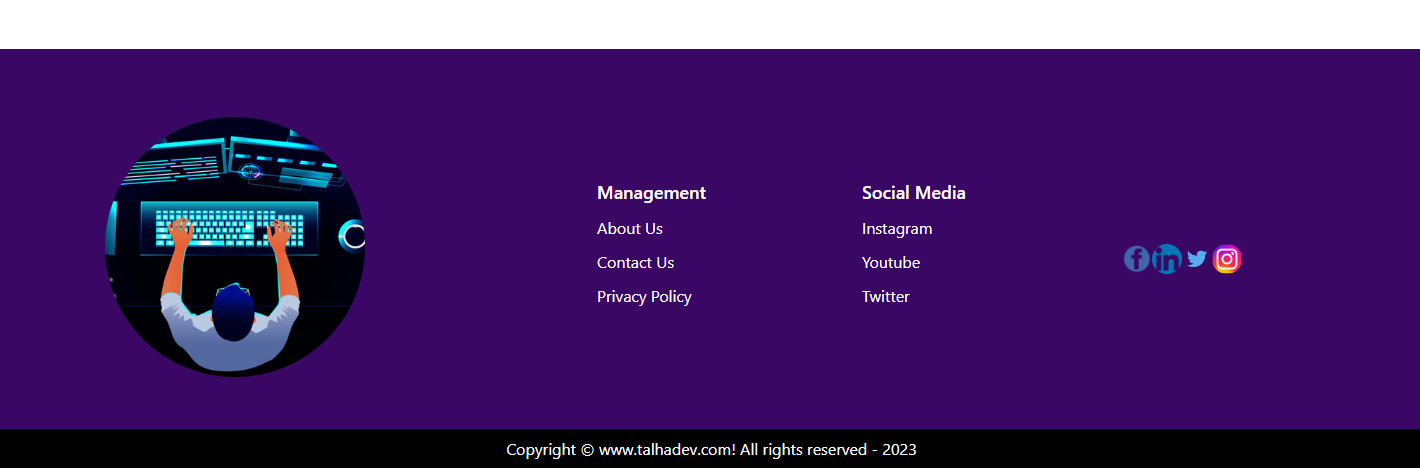 Management
About Us
Contact Us
Privacy Policy
Social Media
Instagram
Youtube
Twitter
Copyright © www.talhadev.com! All rights reserved - 2023